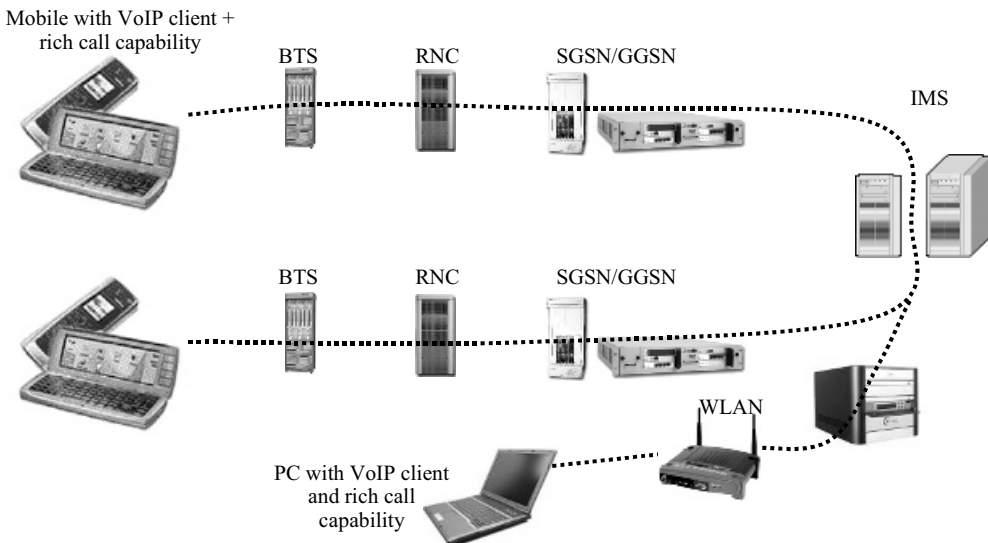 Mobile with VoIP client +
rich call capability
BTS
RNC
SGSN/GGSN
IMS
BTS
RNC
SGSN/GGSN
WLAN
PC with VoIP client
and rich call
capability